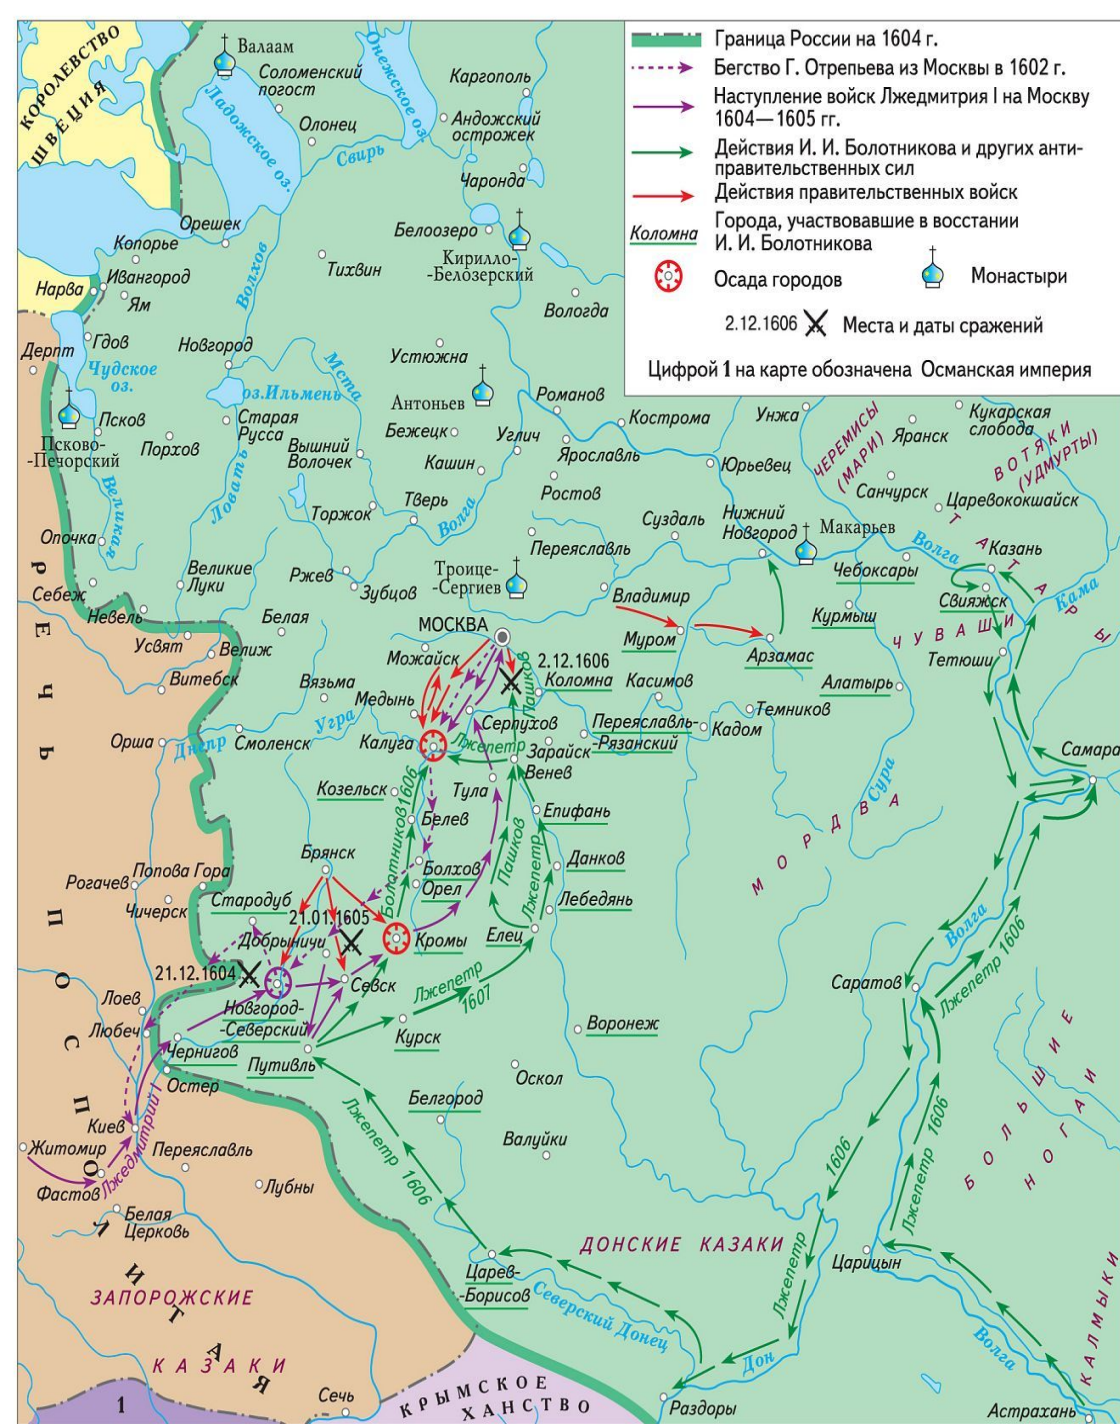 Граница России на 1604 г.
Бегство Г. Отрепьева из Москвы в 1602 г.
Наступление войск Лжедмитрия I на Москву
1604—1605 гг.
Действия И. И. Болотникова и других анти-
правительственных сил
Действия правительственных войск
Коломна
Города, участвовавшие в восстании
И. И. Болотникова
Осада городов
Монастыри
2.12.1606
Места и даты сражений
Цифрой 1 на карте обозначена Османская империя
КОРОЛЕВСТВО
ШВЕЦИЯ
Валаам
Соломенский
погост
Онежское оз.
Каргополь
Ладожское оз.
Олонец
Андожский
острожек
Свирь
Чаронда
Орешек
Копорье
Белоозеро
Кирилло-
-Белозерский
Ивангород
Нарва
Ям
Волхов
Тихвин
Вологда
Дерпт
Гдов
Чудское
оз.
Новгород
Устюжна
Мста
оз.Ильмень
Антоньев
Романов
Кострома
Унжа
ЧЕРЕМИСЫ
(МАРИ)
Кукарская
слобода
Яранск
ВОТЯКИ
(УДМУРТЫ)
Псков
Псково-
-Печорский
Порхов
Старая
Русса
Вышний
Волочек
Бежецк
Углич
Ярославль
Юрьевец
Кашин
Санчурск
Царевококшайск
Великая
Ловать
Ростов
Тверь
Торжок
Волга
Суздаль
Нижний
Новгород
Макарьев
Опочка
Переяславль
Волга
Казань
ТАТАРЫ
Чебоксары
Себеж
Великие
Луки
Ржев
Зубцов
Троице-
-Сергиев
Владимир
Свияжск
Кама
Невель
Белая
МОСКВА
Муром
Арзамас
Курмыш
ЧУВАШИ
Усвят
Велиж
Можайск
2.12.1606
Пашков
Коломна
Тетюши
Витебск
Вязьма
Медынь
Касимов
Алатырь
Угра
Серпухов
Переяславль-
-Рязанский
Темников
Кадом
Орша
Днепр
Смоленск
Калуга
Лжепетр
Зарайск
Венев
Самара
Сура
Козельск
Болотников1606
Тула
Белев
Епифань
МОРДВА
Брянск
Пашков
Рогачев
Попова Гора
Болхов
Данков
Чичерск
Стародуб
Орел
Лжепетр
Лебедянь
21.01.1605
Добрыничи
Кромы
Елец
Волга
21.12.1604
Севск
Лжепетр
1607
Саратов
Лжепетр 1606
Лоев
Новгород-
-Северский
Любеч
Курск
Воронеж
Чернигов
Путивль
Остер
Оскол
БОЛЬШИЕ
НОГАИ
Белгород
Киев
Лжедмитрий I
Лжепетр 1606
Валуйки
Житомир
Переяславль
1606
Лжепетр 1606
Фастов
Лубны
Белая
Церковь
ДОНСКИЕ КАЗАКИ
Лжепетр
Царицын
Царев-
-Борисов
Северский Донец
ЗАПОРОЖСКИЕ
КАЗАКИ
РЕЧЬ ПОСПОЛИТАЯ
Волга
КАЛМЫКИ
Дон
Сечь
1
КРЫМСКОЕ
ХАНСТВО
Раздоры
Астрахань